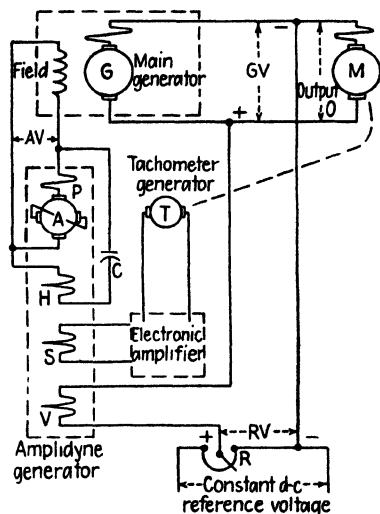 Field
G
Main
generator
−
GV
M
Output
O
+
AV
P
A
Tachometer
generator
T
C
H
Electronic
amplifier
S
V
Amplidyne
generator
+
RV
−
R
Constant d-c
reference voltage